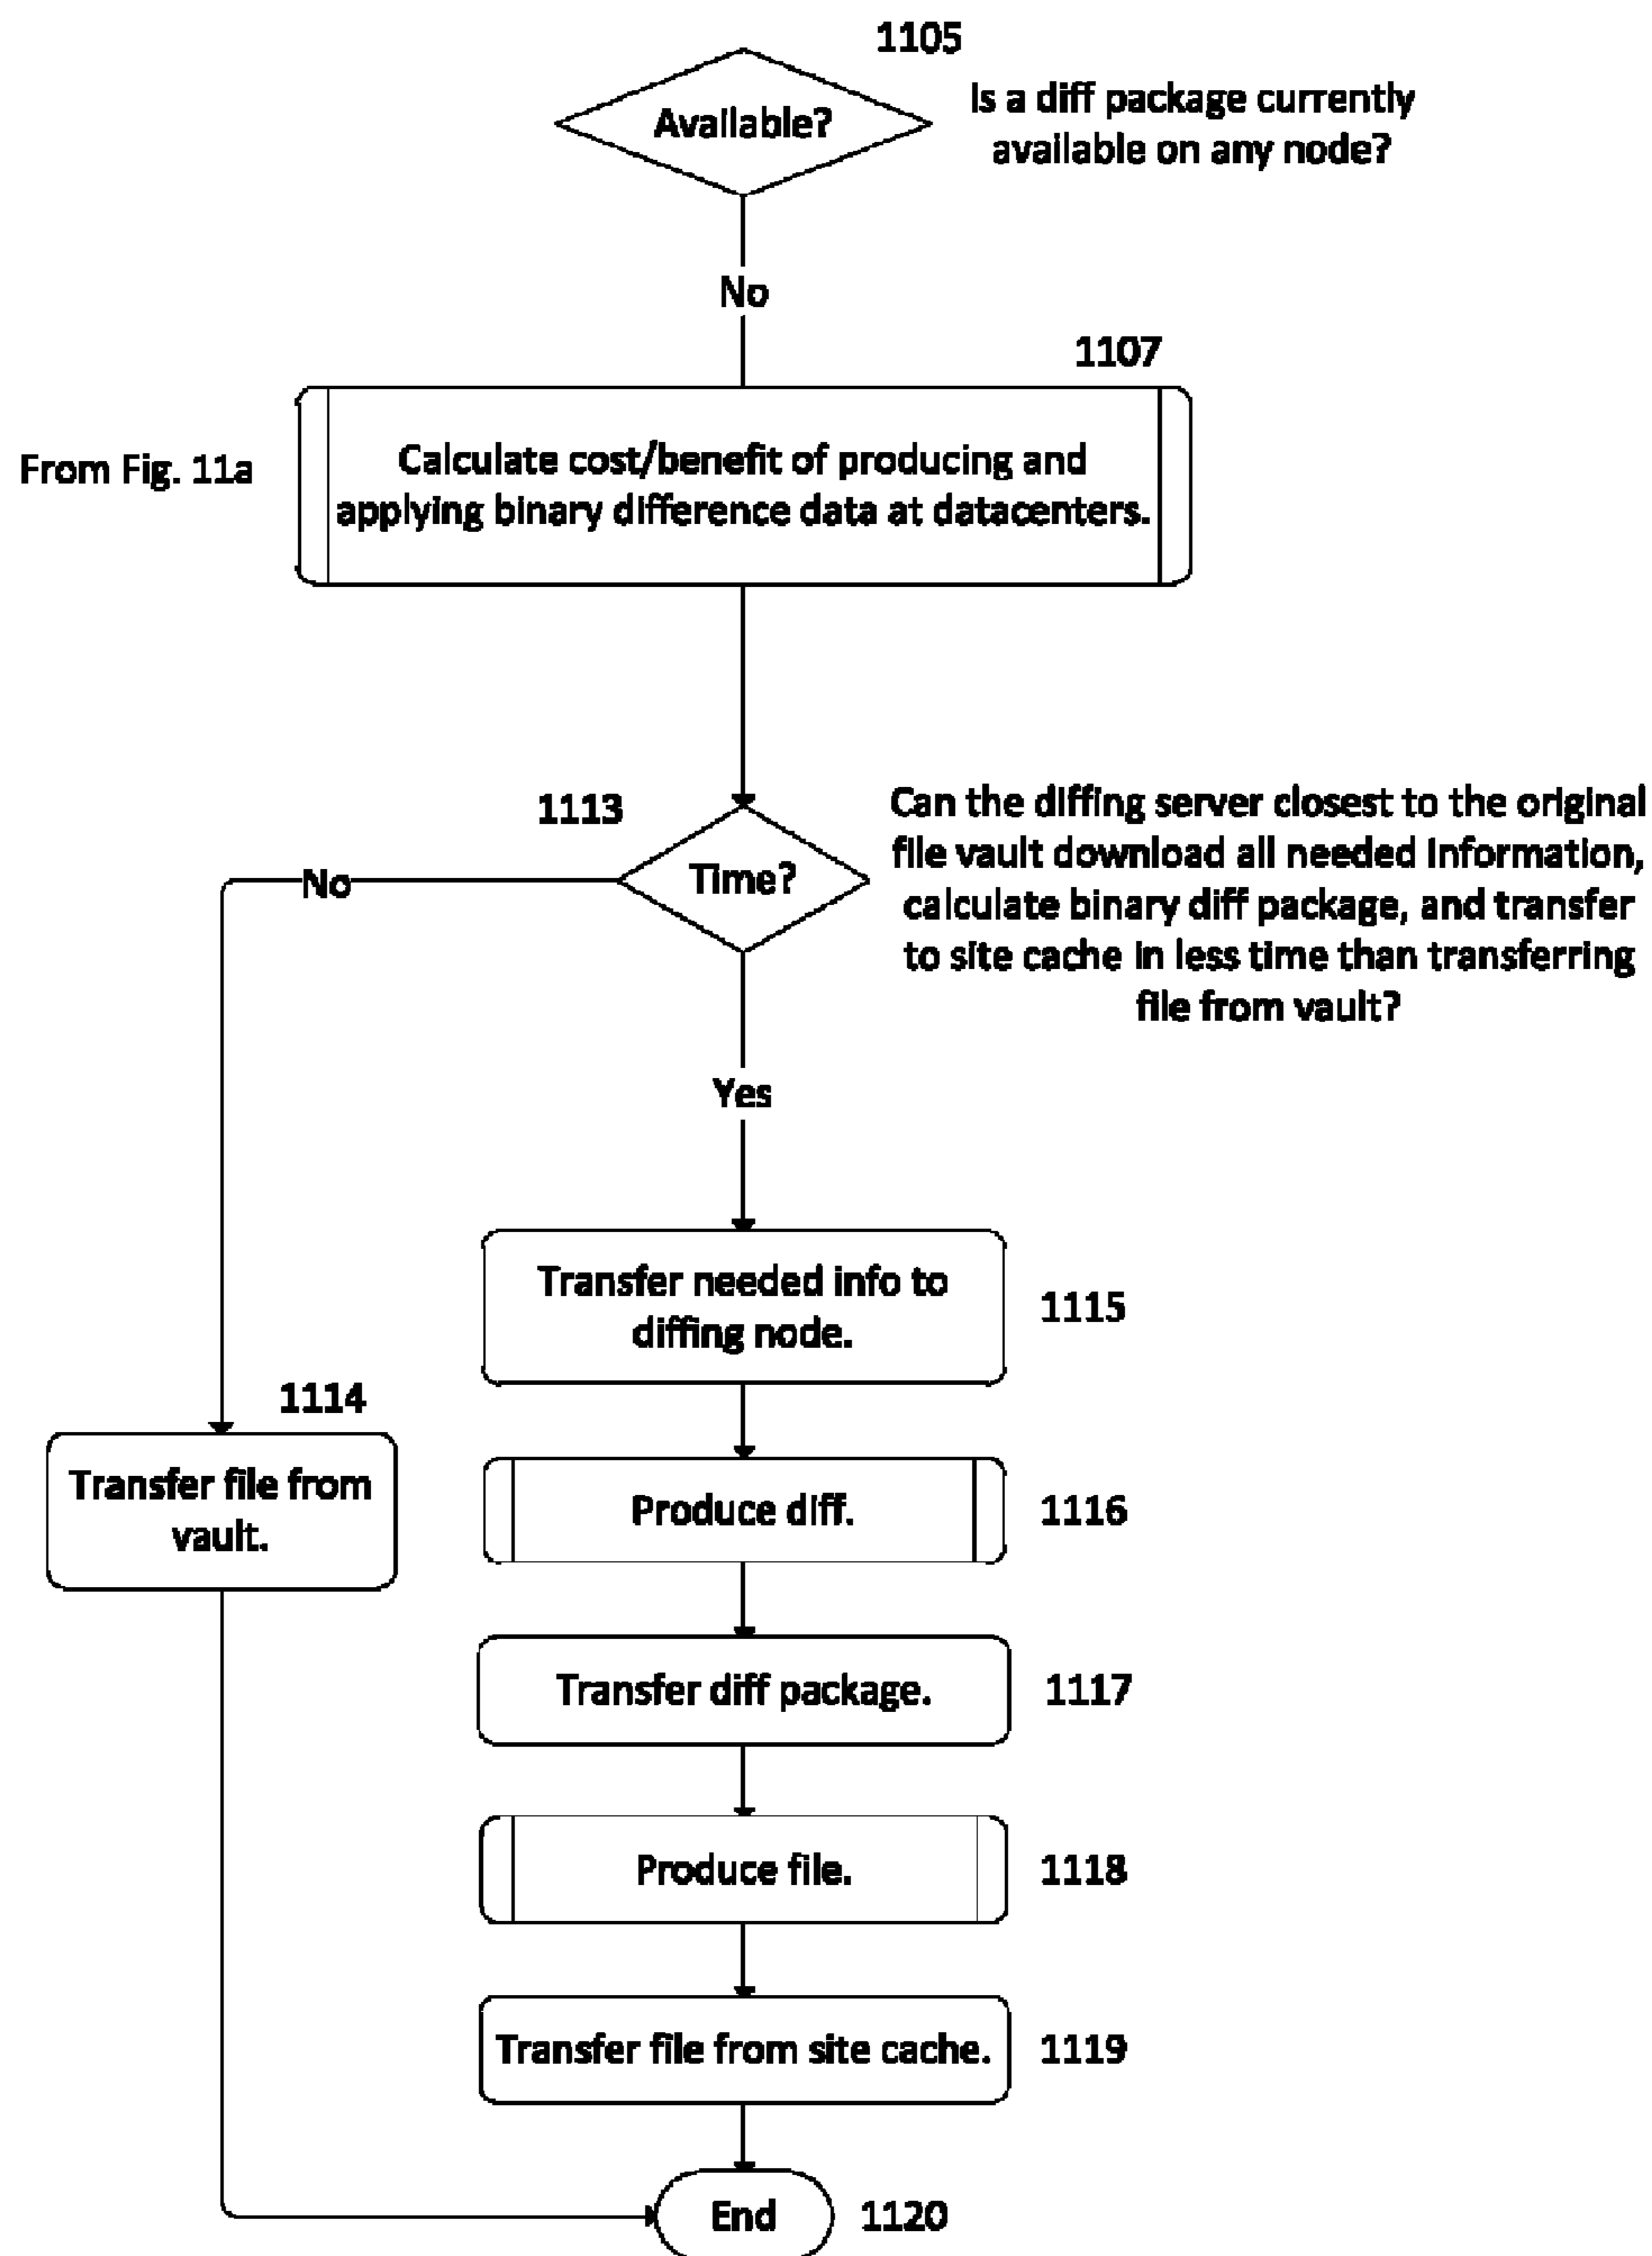 1105
Available?
Is a diff package currently
available on any node?
No
1107
From Fig. 11a
Calculate cost/benefit of producing and
applying binary difference data at datacenters.
1113
Time?
Can the diffing server closest to the original
file vault download all needed information,
calculate binary diff package, and transfer
to site cache in less time than transferring
file from vault?
No
Yes
Transfer needed info to
diffing node.
1115
1114
Transfer file from
vault.
Produce diff.
1116
Transfer diff package.
1117
Produce file.
1118
Transfer file from site cache.
1119
End
1120